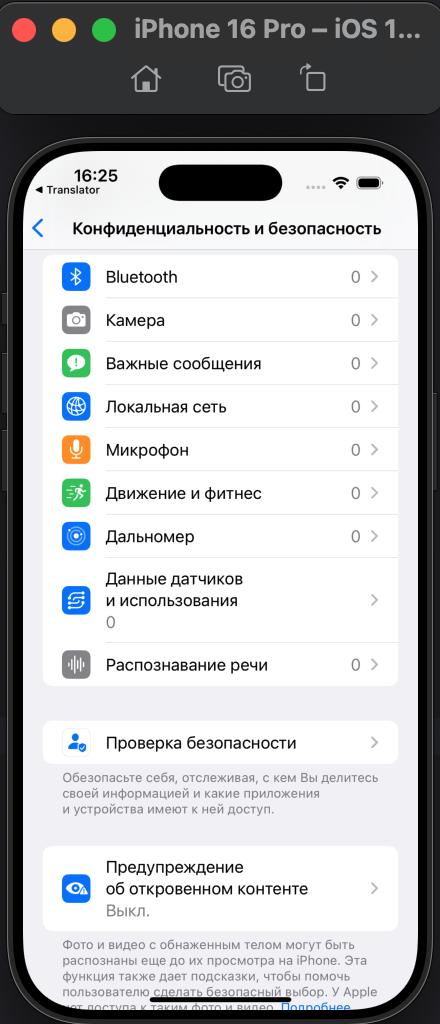 iPhone 16 Pro – iOS 1...
16:25
◀ Translator
Конфиденциальность и безопасность
Bluetooth 0
Камера 0
Важные сообщения 0
Локальная сеть 0
Микрофон 0
Движение и фитнес 0
Дальномер 0
Данные датчиков
и использования
0
Распознавание речи 0
Проверка безопасности
Обезопасьте себя, отслеживая, с кем Вы делитесь
своей информацией и какие приложения
и устройства имеют к ней доступ.
Предупреждение
об откровенном контенте
Выкл.
Фото и видео с обнаженным телом могут быть
распознаны еще до их просмотра на iPhone. Эта
функция также дает подсказки, чтобы помочь
пользователю сделать безопасный выбор. У Apple
нет доступа к таким фото и видео. Подробнее